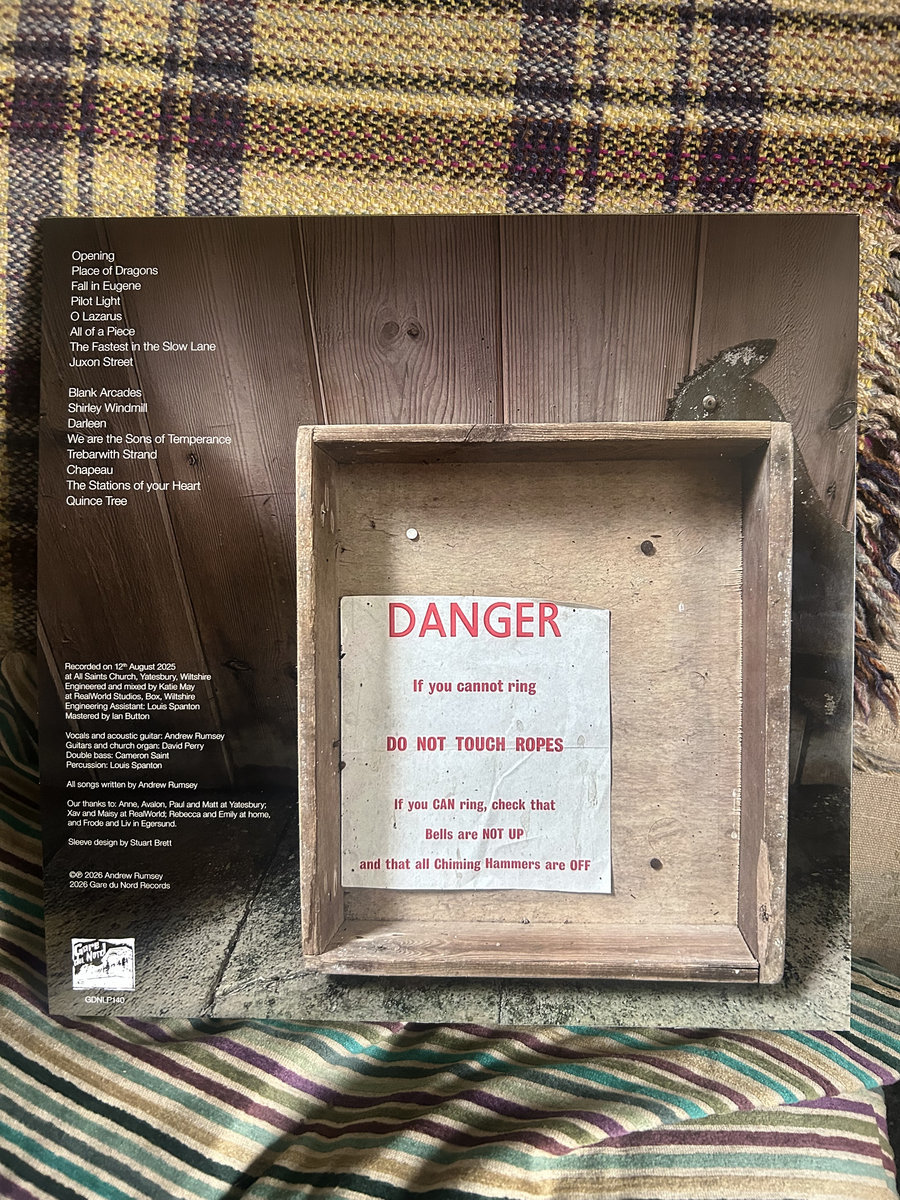 Opening
Place of Dragons
Fall in Eugene
Pilot Light
O Lazarus
All of a Piece
The Fastest in the Slow Lane
Juxon Street
Blank Arcades
Shirley Windmill
Darleen
We are the Sons of Temperance
Trebarwith Strand
Chapeau
The Stations of your Heart
Quince Tree
Recorded on 12th August 2025
at All Saints Church, Yatesbury, Wiltshire
Engineered and mixed by Katie May
at RealWorld Studios, Box, Wiltshire
Engineering Assistant: Louis Spanton
Mastered by Ian Button
Vocals and acoustic guitar: Andrew Rumsey
Guitars and church organ: David Perry
Double bass: Cameron Saint
Percussion: Louis Spanton
All songs written by Andrew Rumsey
Our thanks to: Anne, Avalon, Paul and Matt at Yatesbury;
Xav and Maisy at RealWorld; Rebecca and Emily at home,
and Frode and Liv in Egersund.
Sleeve design by Stuart Brett
©℗ 2026 Andrew Rumsey
2026 Gare du Nord Records
Gare
du Nord
GDNLP140
DANGER
If you cannot ring
DO NOT TOUCH ROPES
If you CAN ring, check that
Bells are NOT UP
and that all Chiming Hammers are OFF